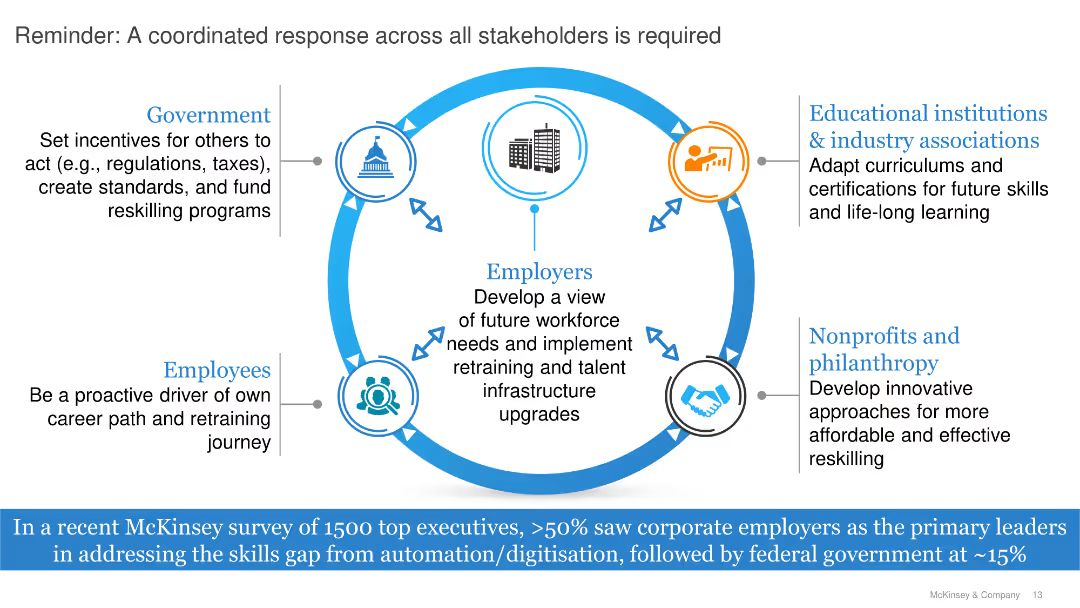 Reminder: A coordinated response across all stakeholders is required
Government
Set incentives for others to
act (e.g., regulations, taxes),
create standards, and fund
reskilling programs
Educational institutions
& industry associations
Adapt curriculums and
certifications for future skills
and life-long learning
Employers
Develop a view
of future workforce
needs and implement
retraining and talent
infrastructure
upgrades
Employees
Be a proactive driver of own
career path and retraining
journey
Nonprofits and
philanthropy
Develop innovative
approaches for more
affordable and effective
reskilling
In a recent McKinsey survey of 1500 top executives, >50% saw corporate employers as the primary leaders
in addressing the skills gap from automation/digitisation, followed by federal government at ~15%
McKinsey & Company 13